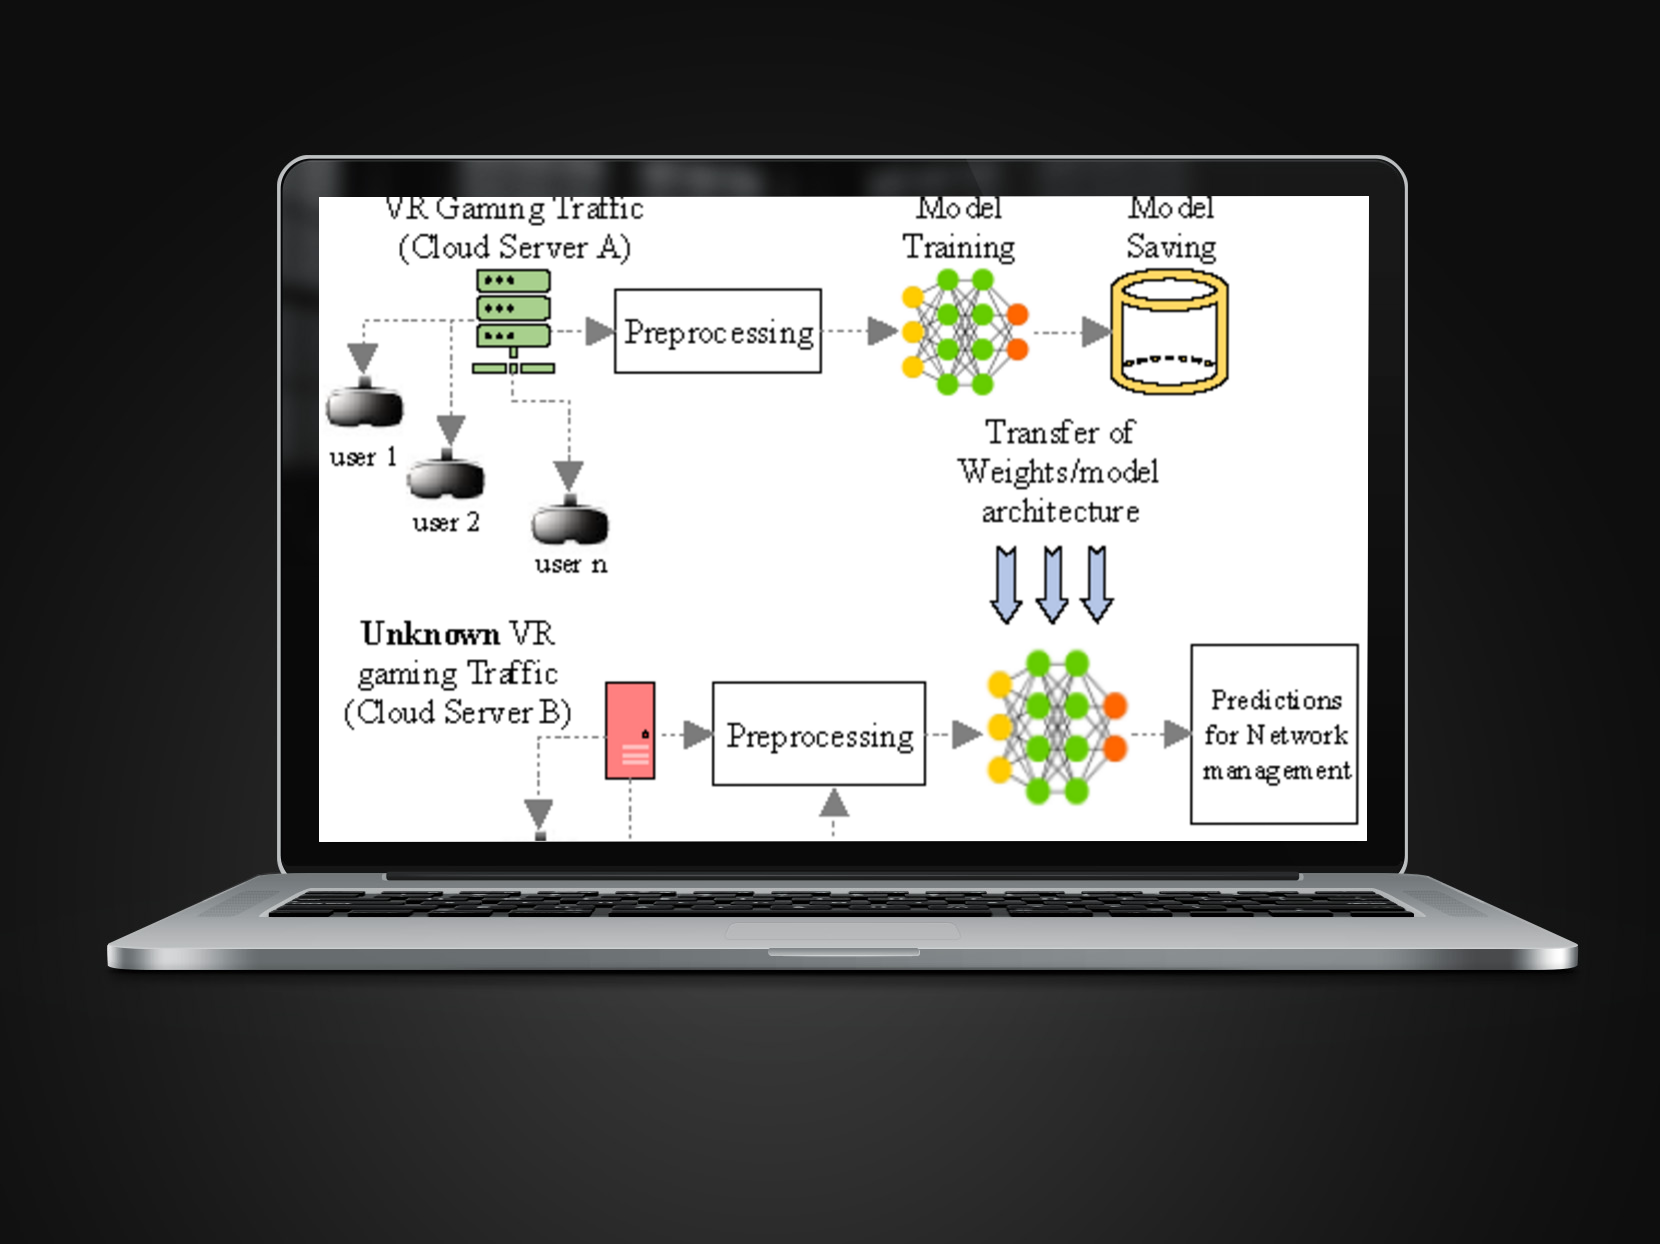 VR Gaming Traffic
(Cloud Server A)
Model
Training
Model
Saving
Preprocessing
user 1
user 2
user n
Transfer of
Weights/model
architecture
Unknown VR
gaming Traffic
(Cloud Server B)
Preprocessing
Predictions
for Network
management